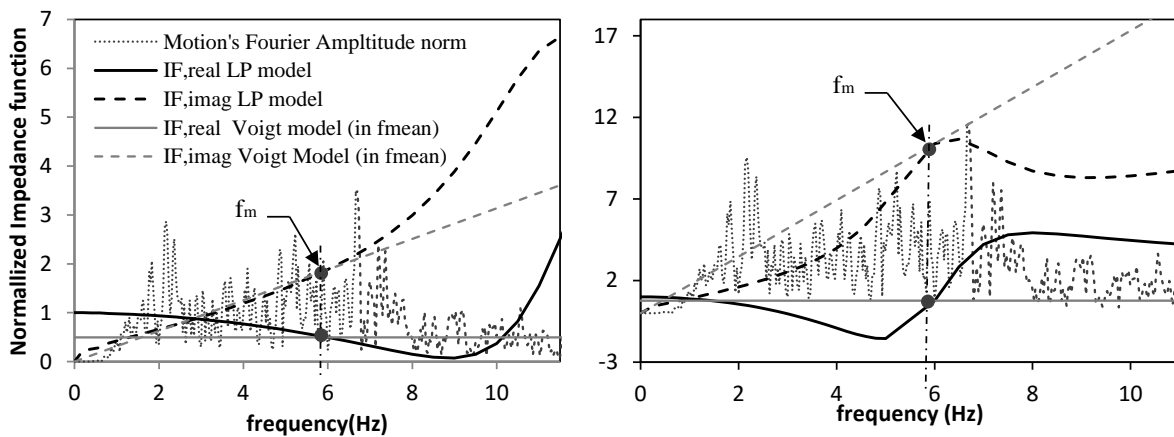 Normallized Impedance function
7
6
5
4
3
2
1
0
Motion's Fourier Ampltitude norm
IF,real LP model
IF,imag LP model
IF,real Voigt model (in fmean)
IF,imag Voigt Model (in fmean)
fm
0 2 4 6 8 10
frequency(Hz)
17
12
7
2
-3
fm
0 2 4 6 8 10
frequency (Hz)